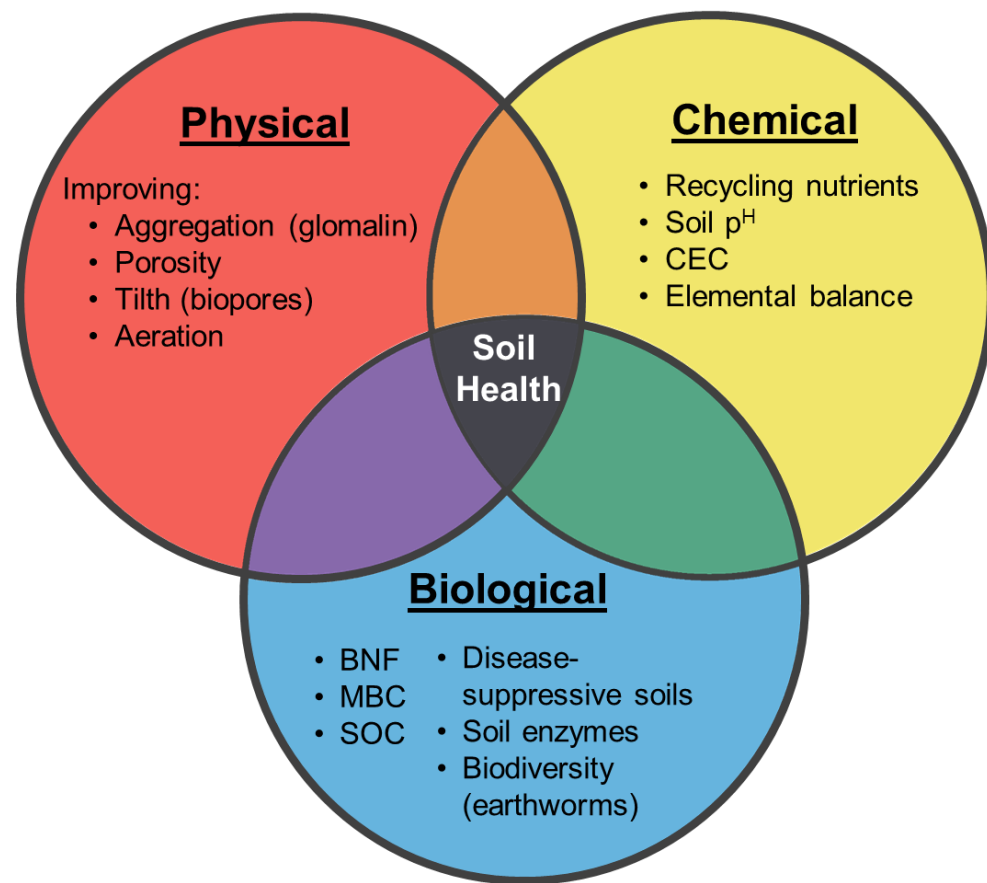 Physical
Improving:
• Aggregation (glomalin)
• Porosity
• Tilth (biopores)
• Aeration
Chemical
• Recycling nutrients
• Soil pᴴ
• CEC
• Elemental balance
Soil
Health
Biological
• BNF
• MBC
• SOC
• Disease-
suppressive soils
• Soil enzymes
• Biodiversity
(earthworms)